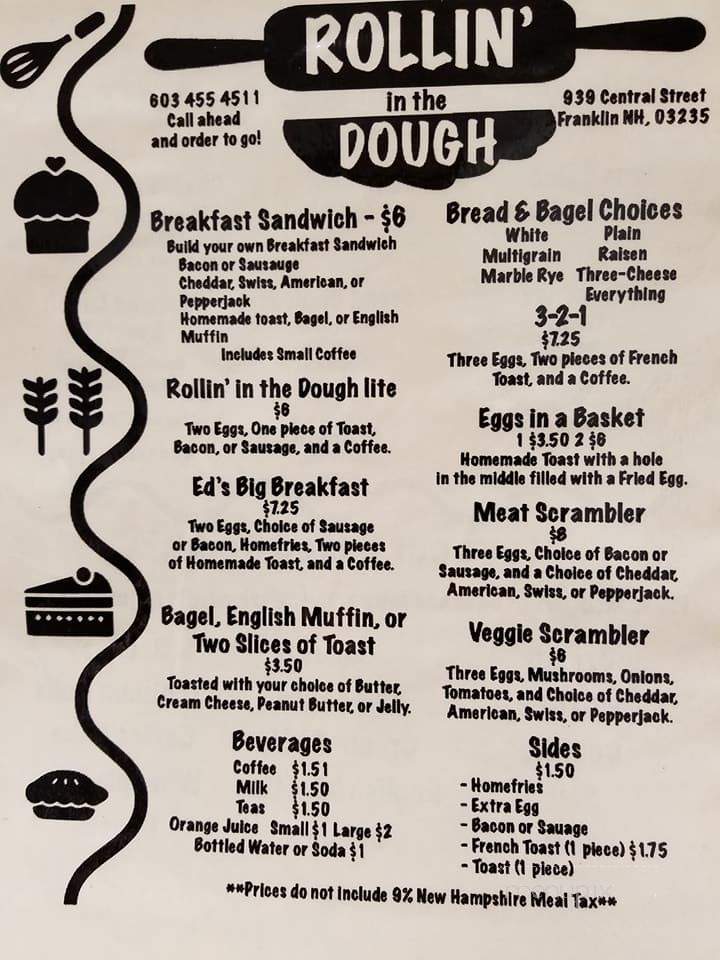 ROLLIN'
in the
DOUGH
603 455 4511
Call ahead
and order to go!
939 Central Street
Franklin NH, 03235
Breakfast Sandwich - $6
Build your own Breakfast Sandwich
Bacon or Sausauge
Cheddar, Swiss, American, or
Pepperjack
Homemade toast, Bagel, or English
Muffin
Includes Small Coffee
Rollin' in the Dough lite
$6
Two Eggs, One piece of Toast,
Bacon, or Sausage, and a Coffee.
Ed's Big Breakfast
$7.25
Two Eggs, Choice of Sausage
or Bacon, Homefries, Two pieces
of Homemade Toast, and a Coffee.
Bagel, English Muffin, or
Two Slices of Toast
$3.50
Toasted with your choice of Butter,
Cream Cheese, Peanut Butter, or Jelly.
Beverages
Coffee $1.51
Milk $1.50
Teas $1.50
Orange Juice Small $1 Large $2
Bottled Water or Soda $1
Bread & Bagel Choices
White Plain
Multigrain Raisen
Marble Rye Three-Cheese
Everything
3-2-1
$7.25
Three Eggs, Two pieces of French
Toast, and a Coffee.
Eggs in a Basket
1 $3.50 2 $6
Homemade Toast with a hole
in the middle filled with a Fried Egg.
Meat Scrambler
$8
Three Eggs, Choice of Bacon or
Sausage, and a Choice of Cheddar,
American, Swiss, or Pepperjack.
Veggie Scrambler
$6
Three Eggs, Mushrooms, Onions,
Tomatoes, and Choice of Cheddar,
American, Swiss, or Pepperjack.
Sides
$1.50
- Homefries
- Extra Egg
- Bacon or Sauage
- French Toast (1 piece) $1.75
- Toast (1 piece)
**Prices do not include 9% New Hampshire Meal Tax**